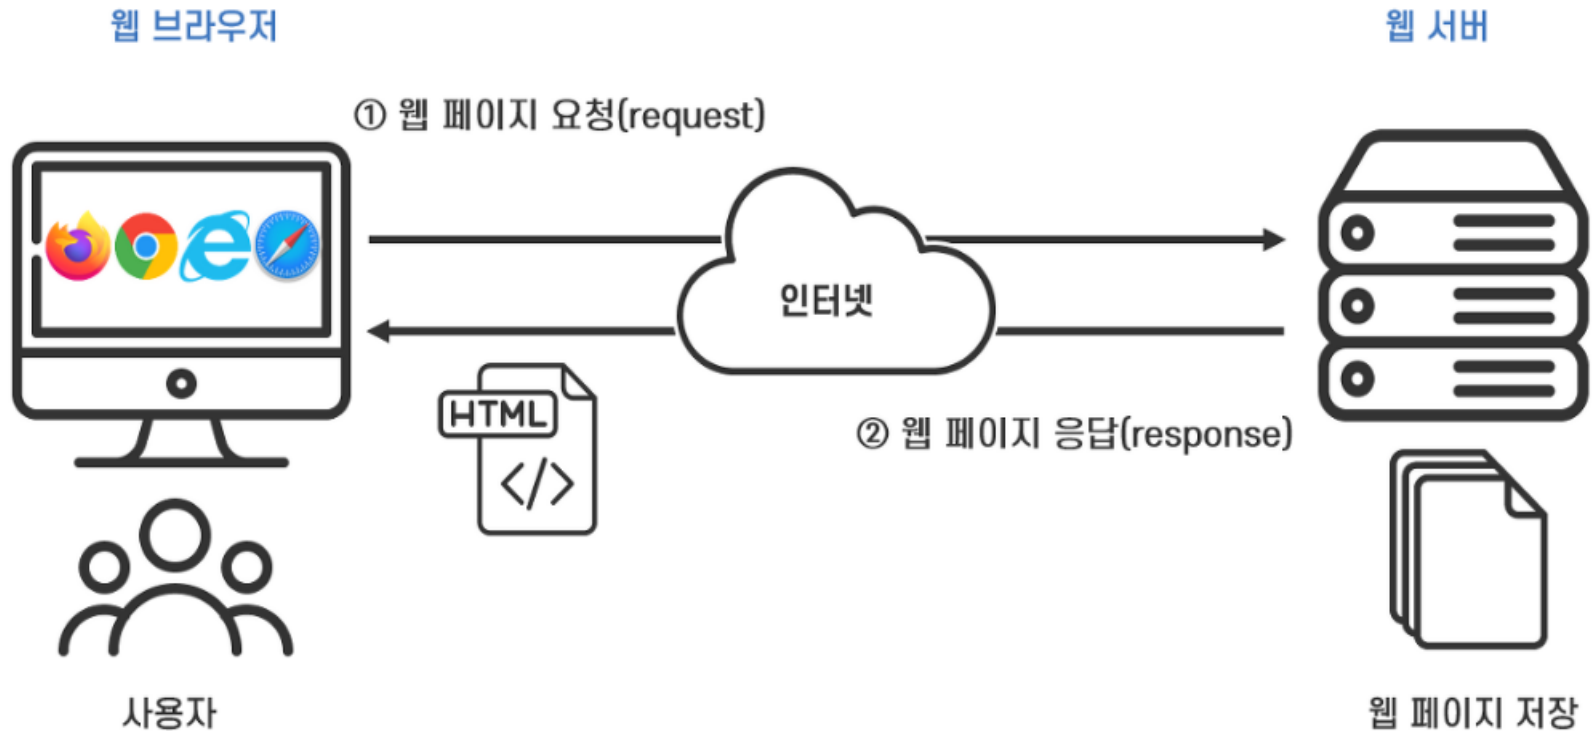 웹 브라우저
웹 서버
① 웹 페이지 요청(request)
인터넷
HTML
</>
② 웹 페이지 응답(response)
사용자
웹 페이지 저장